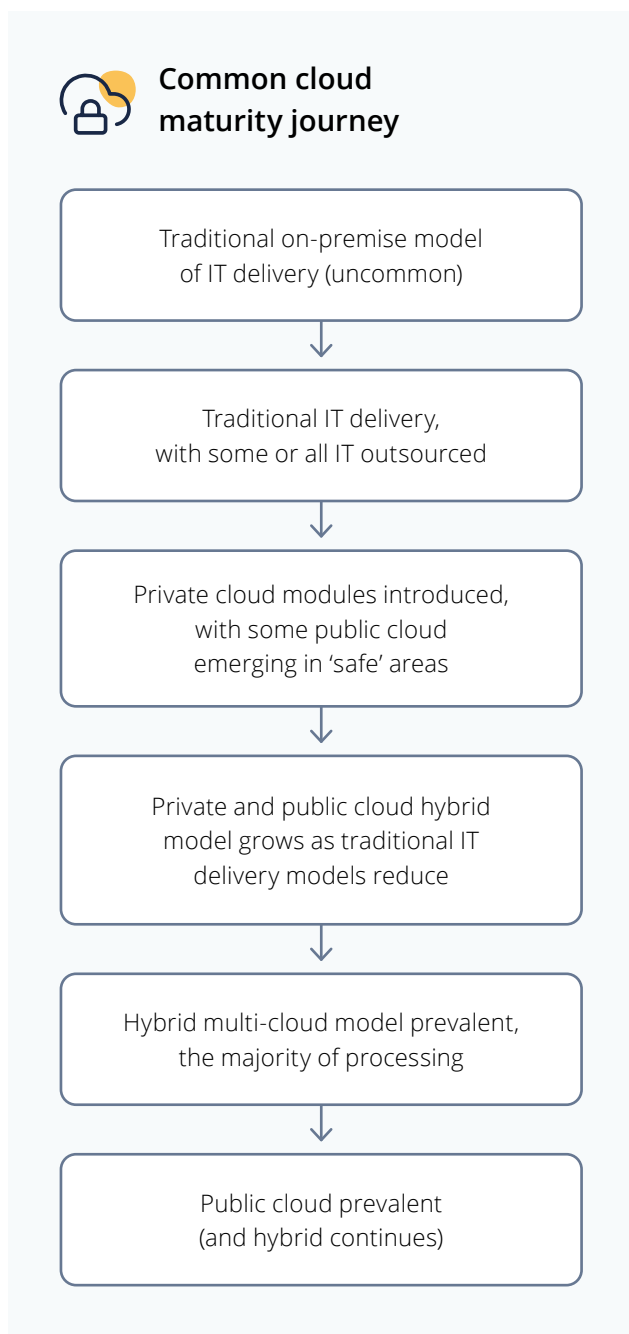 Common cloud
maturity journey
Traditional on-premise model
of IT delivery (uncommon)
Traditional IT delivery,
with some or all IT outsourced
Private cloud modules introduced,
with some public cloud
emerging in ‘safe’ areas
Private and public cloud hybrid
model grows as traditional IT
delivery models reduce
Hybrid multi-cloud model prevalent,
the majority of processing
Public cloud prevalent
(and hybrid continues)